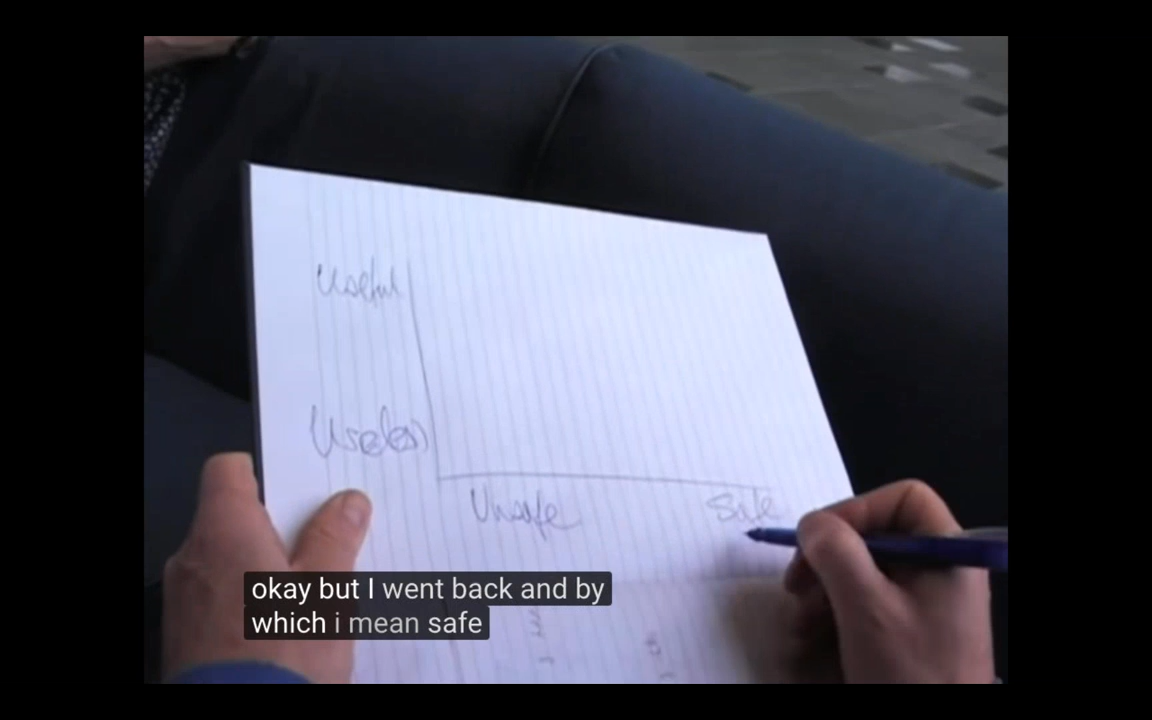 Useful
Useless
Unsafe
Safe
okay but I went back and by
which i mean safe